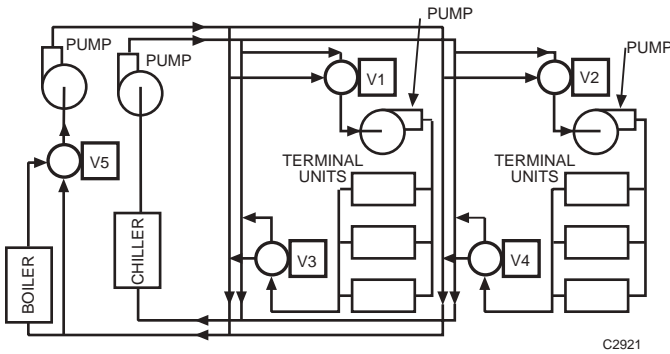 PUMP
PUMP
PUMP
PUMP
V1
V2
V5
TERMINAL
UNITS
TERMINAL
UNITS
V3
V4
BOILER
CHILLER
C2921